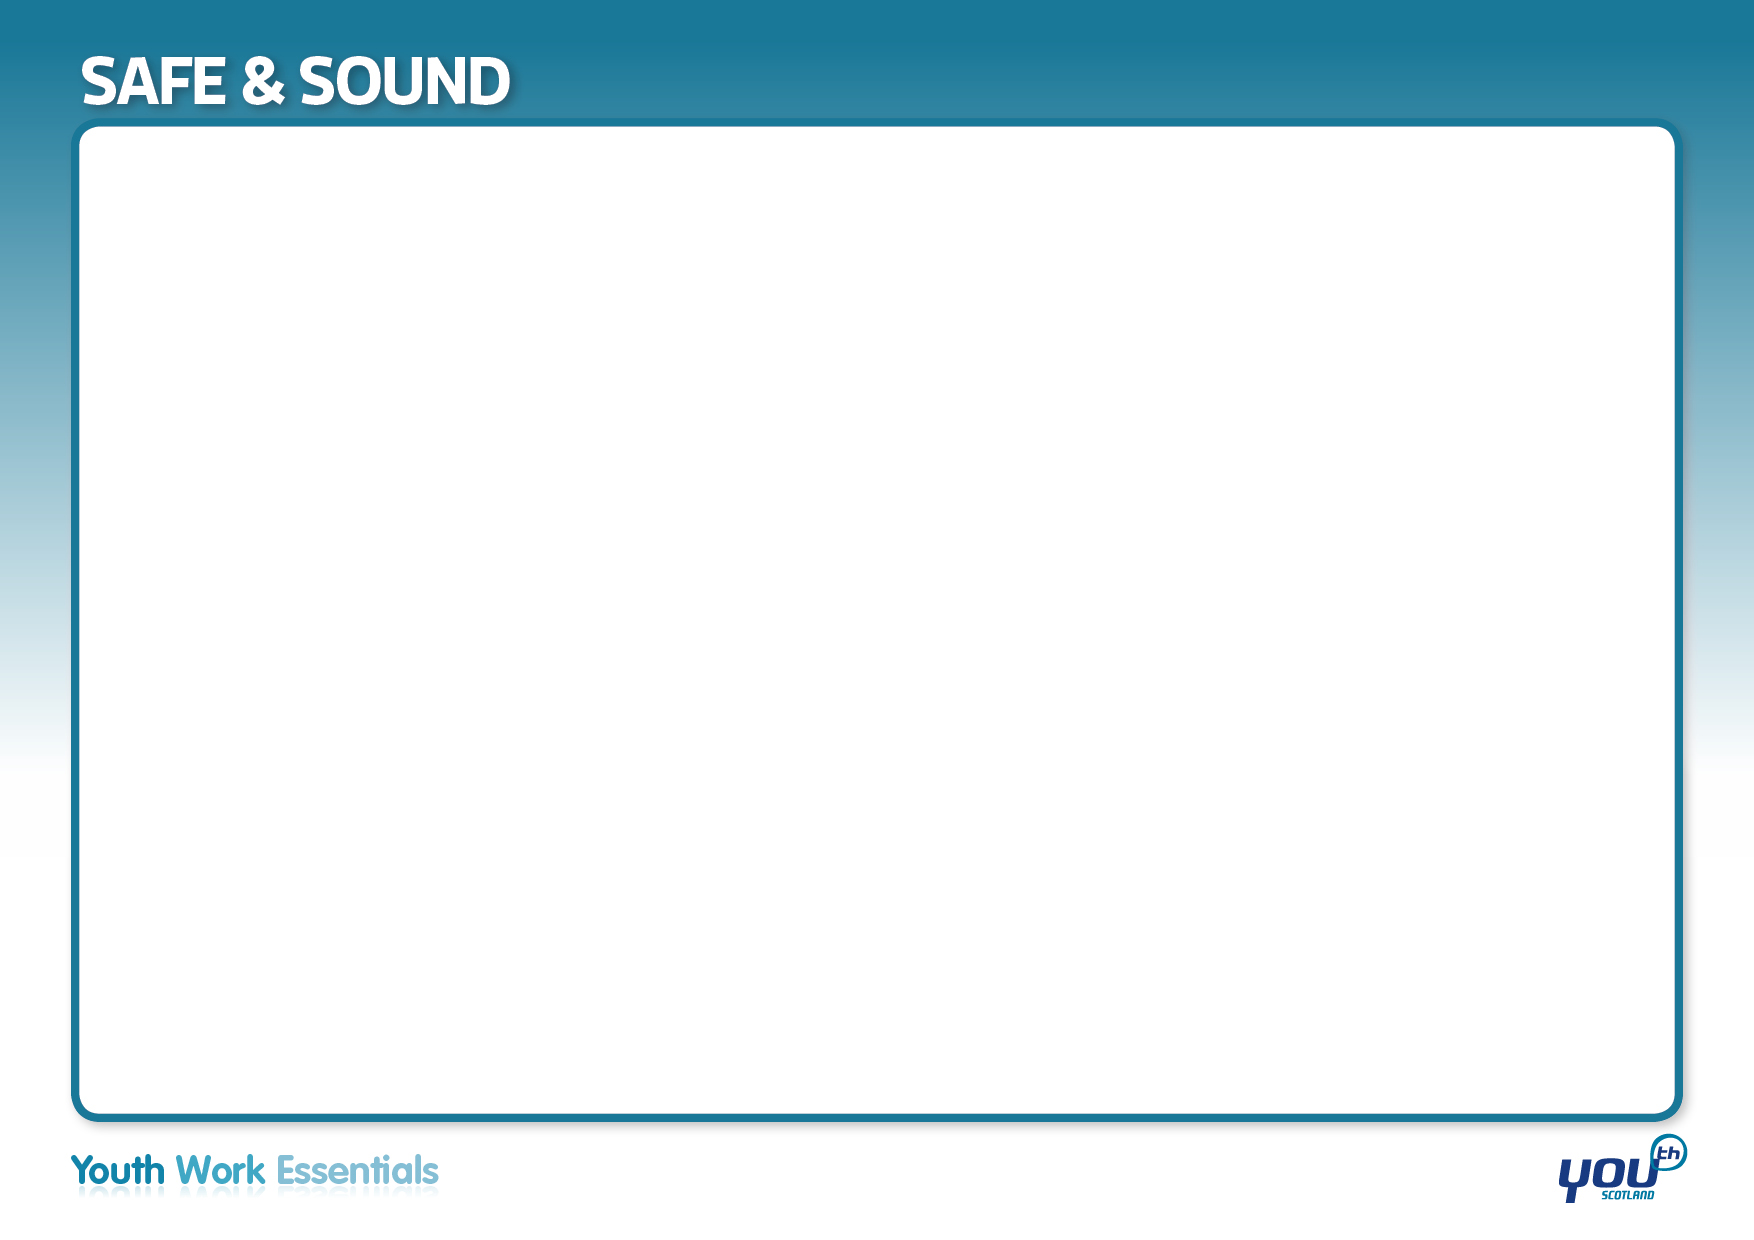 SAFE & SOUND
Youth Work Essentials
youth
SCOTLAND